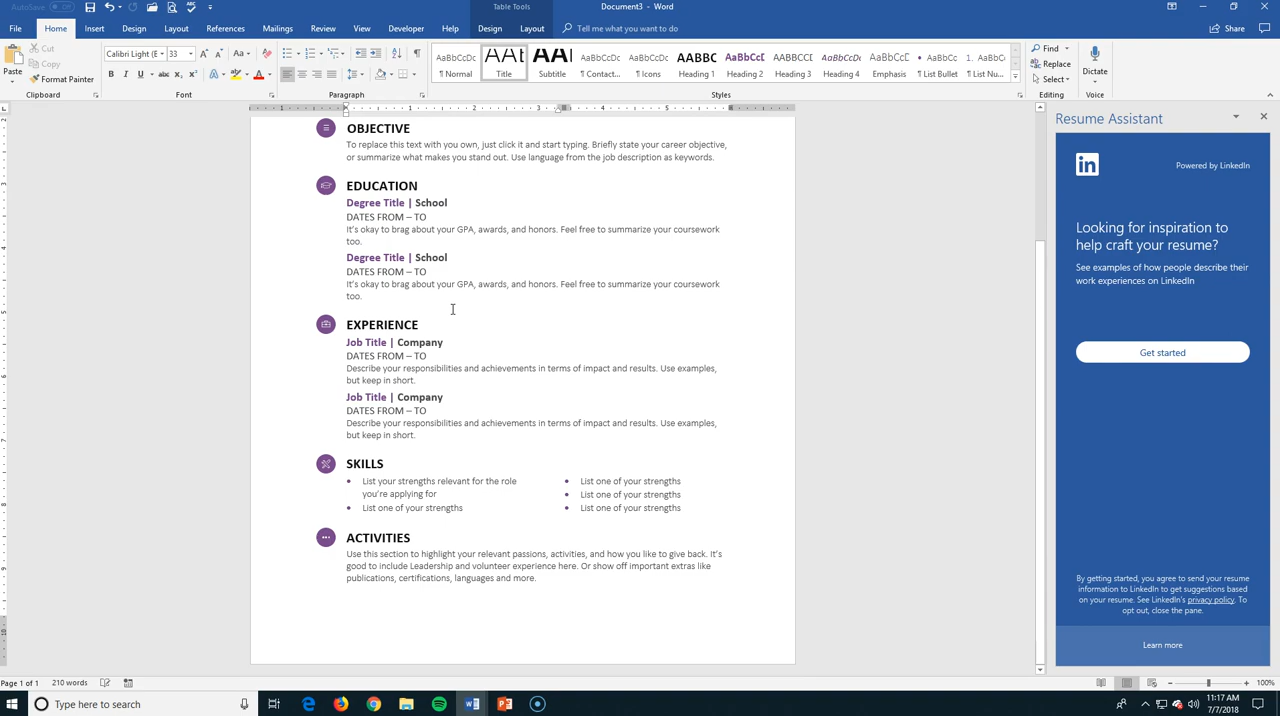 AutoSave
Table Tools
Document3 - Word
File Home Insert Draw Design Layout References Mailings Review Help Design Layout Tell me what you want to do Share
Paste
Cut
Copy
Format Painter
Clipboard
Calibri Light (E 33
Font
Paragraph
AaBbCcDc AABBC AaBbCcDc AaBbCcDc AABBC AaBbCcD AABBCC AaBbCcD AaBbCcDc AaBbCcDc AaBbCcDc
¶ Normal Title Subtitle ¶ Contact... ¶ Icons Heading 1 Heading 2 Heading 3 Heading 4 Emphasis ¶ List Bullet ¶ List Nu...
Styles
Find
Replace
Select
Editing
Dictate
Voice
OBJECTIVE
To replace this text with you own, just click it and start typing. Briefly state your career objective,
or summarize what makes you stand out. Use language from the job description as keywords.
EDUCATION
Degree Title | School
DATES FROM – TO
It's okay to brag about your GPA, awards, and honors. Feel free to summarize your coursework
too.
Degree Title | School
DATES FROM – TO
It's okay to brag about your GPA, awards, and honors. Feel free to summarize your coursework
too.
EXPERIENCE
Job Title | Company
DATES FROM – TO
Describe your responsibilities and achievements in terms of impact and results. Use examples,
but keep in short.
Job Title | Company
DATES FROM – TO
Describe your responsibilities and achievements in terms of impact and results. Use examples,
but keep in short.
SKILLS
List your strengths relevant for the role
you're applying for
List one of your strengths
List one of your strengths
List one of your strengths
List one of your strengths
ACTIVITIES
Use this section to highlight your relevant passions, activities, and how you like to give back. It's
good to include Leadership and volunteer experience here. Or show off important extras like
publications, certifications, languages and more.
Resume Assistant
in
Powered by LinkedIn
Looking for inspiration to
help craft your resume?
See examples of how people describe their
work experiences on LinkedIn
Get started
By getting started, you agree to send your resume
information to LinkedIn to get suggestions based
on your resume. See LinkedIn's privacy policy. To
opt out, close the pane.
Learn more
Page 1 of 1 210 words 100%
Type here to search
11:17 AM
7/7/2018